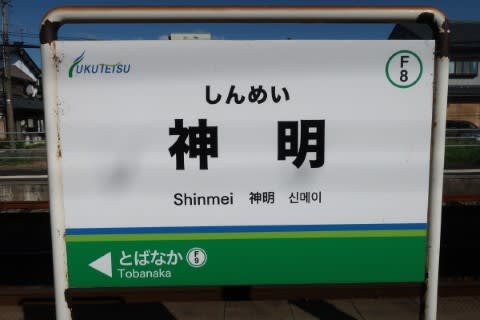 FUKUTETSU
F
8
しんめい
神 明
Shinmei 神明 신메이
とばなか F9
Tobanaka